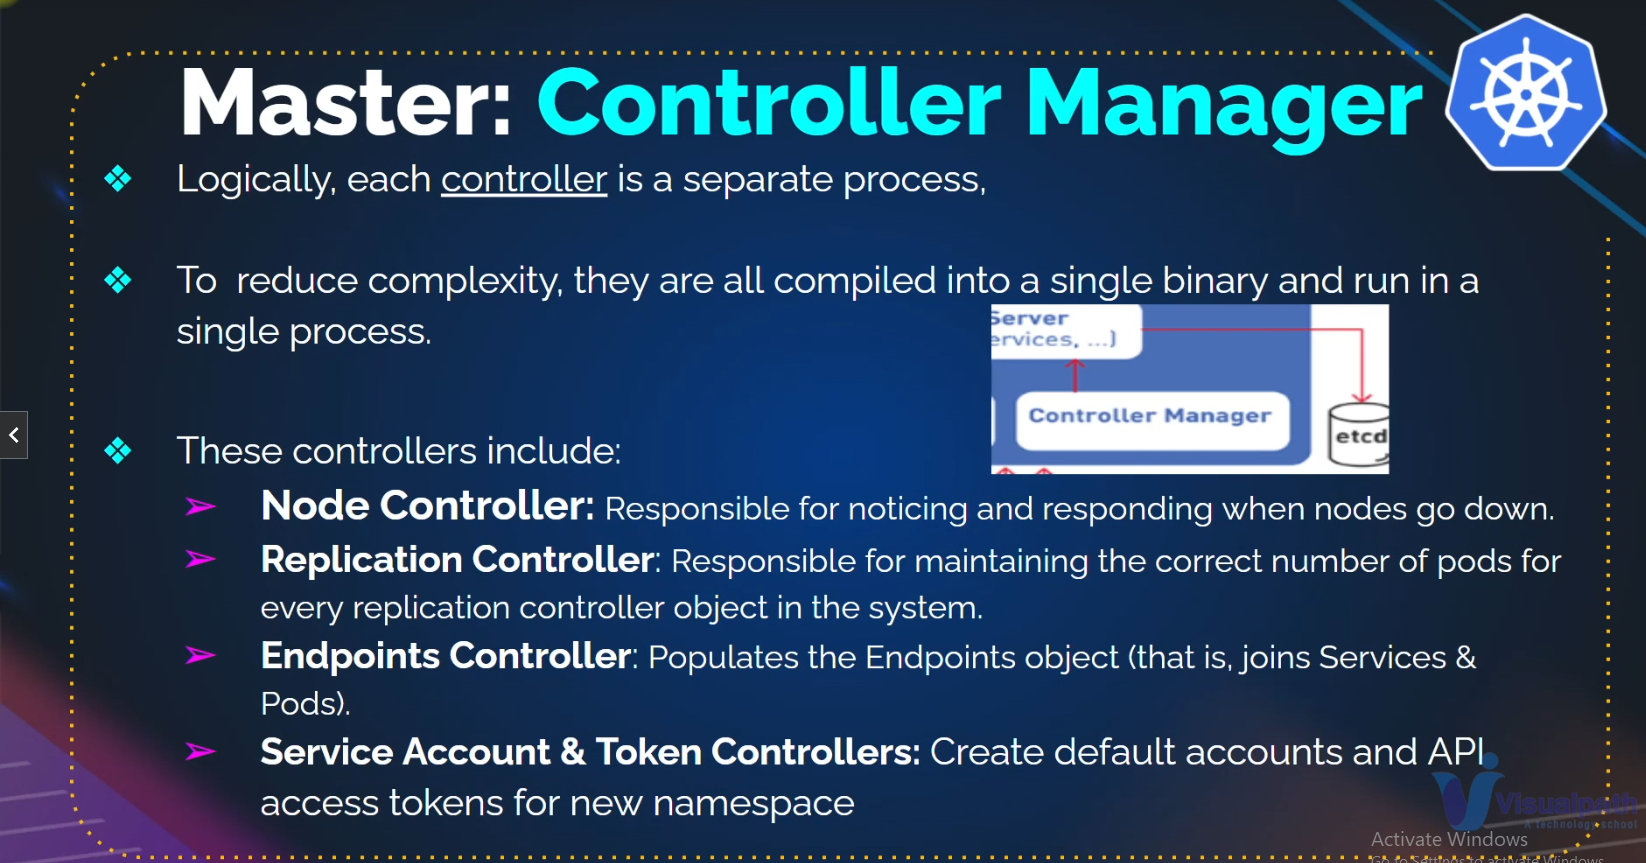 Master: Controller Manager
Logically, each controller is a separate process,
To reduce complexity, they are all compiled into a single binary and run in a
single process.
Server
ervices, ...)
Controller Manager
etcd
These controllers include:
Node Controller: Responsible for noticing and responding when nodes go down.
Replication Controller: Responsible for maintaining the correct number of pods for
every replication controller object in the system.
Endpoints Controller: Populates the Endpoints object (that is, joins Services &
Pods).
Service Account & Token Controllers: Create default accounts and API
access tokens for new namespace
Visualpath
A technology school
Activate Windows
Go to Settings to activate Windows.